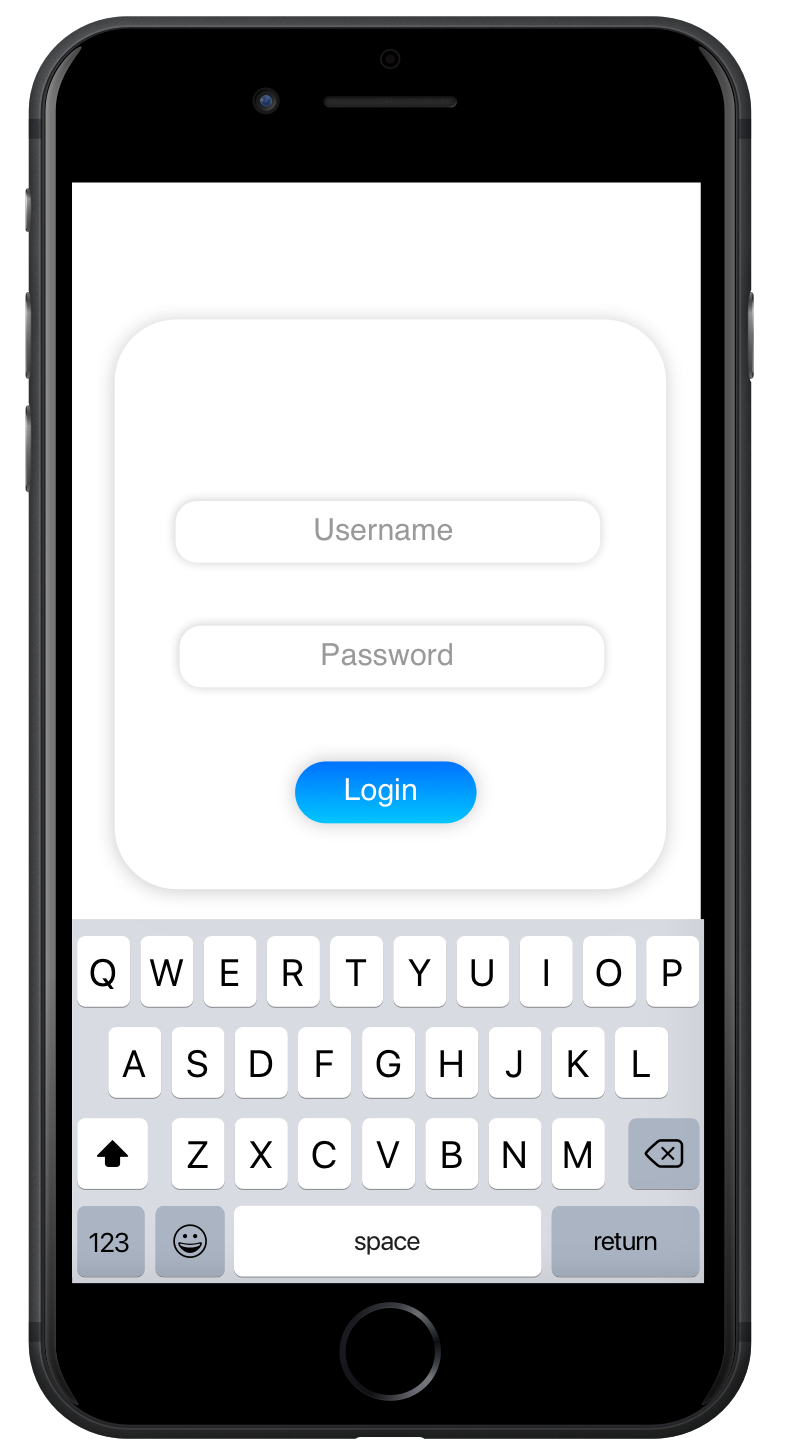 Username
Password
Login
Q W E R T Y U I O P
A S D F G H J K L
Z X C V B N M
123 space return